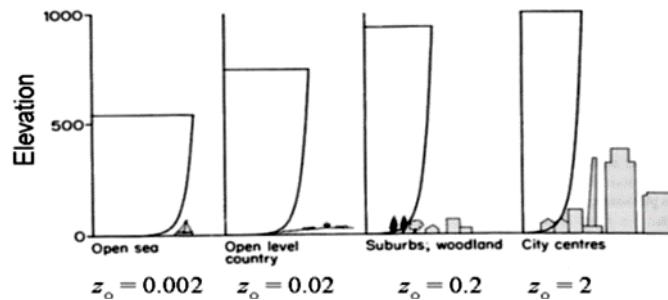 1000
500
0
Elevation
Open sea
Open level
country
Suburbs; woodland
City centres
z₀ = 0.002
z₀ = 0.02
z₀ = 0.2
z₀ = 2